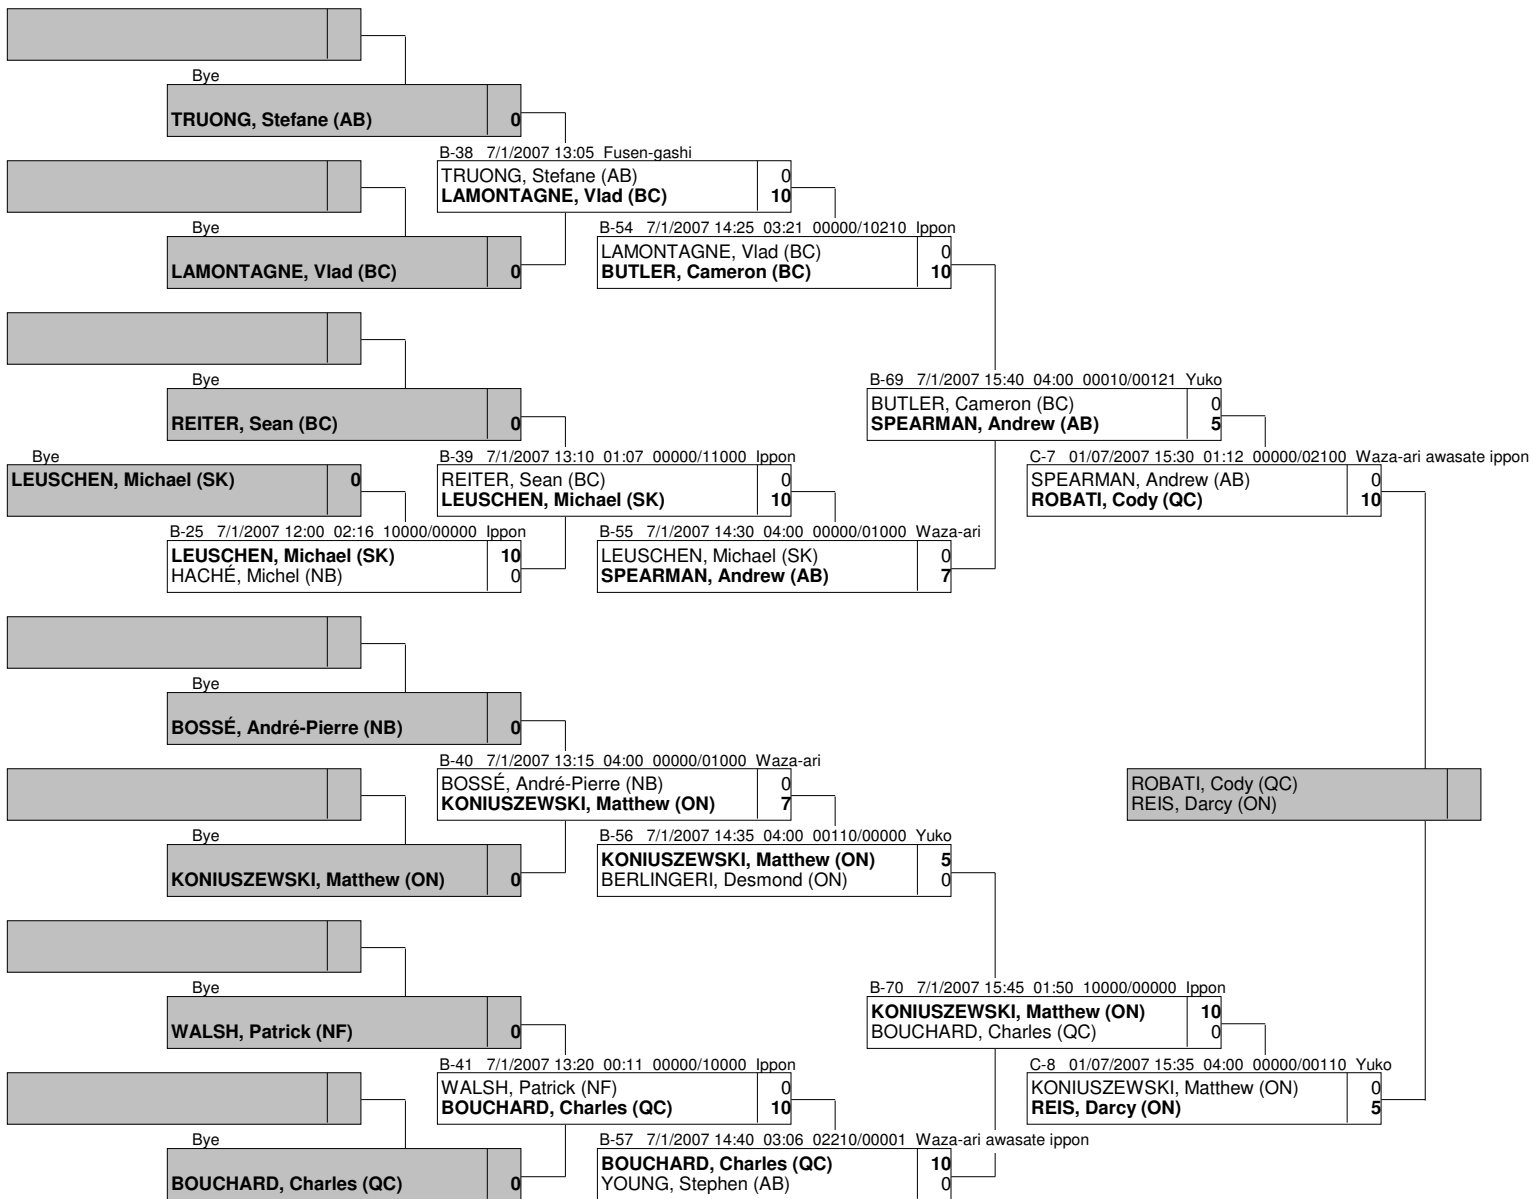 Bye
TRUONG, Stefane (AB) 0
B-38 7/1/2007 13:05 Fusen-gashi
TRUONG, Stefane (AB) 0
LAMONTAGNE, Vlad (BC) 10
Bye
LAMONTAGNE, Vlad (BC) 0
B-54 7/1/2007 14:25 03:21 00000/10210 Ippon
LAMONTAGNE, Vlad (BC) 0
BUTLER, Cameron (BC) 10
Bye
REITER, Sean (BC) 0
B-69 7/1/2007 15:40 04:00 00010/00121 Yuko
BUTLER, Cameron (BC) 0
SPEARMAN, Andrew (AB) 5
Bye
LEUSCHEN, Michael (SK) 0
B-39 7/1/2007 13:10 01:07 00000/11000 Ippon
REITER, Sean (BC) 0
LEUSCHEN, Michael (SK) 10
C-7 01/07/2007 15:30 01:12 00000/02100 Waza-ari awasate ippon
SPEARMAN, Andrew (AB) 0
ROBATI, Cody (QC) 10
B-25 7/1/2007 12:00 02:16 10000/00000 Ippon
LEUSCHEN, Michael (SK) 10
HACHÉ, Michel (NB) 0
B-55 7/1/2007 14:30 04:00 00000/01000 Waza-ari
LEUSCHEN, Michael (SK) 0
SPEARMAN, Andrew (AB) 7
Bye
BOSSÉ, André-Pierre (NB) 0
B-40 7/1/2007 13:15 04:00 00000/01000 Waza-ari
BOSSÉ, André-Pierre (NB) 0
KONIUSZEWSKI, Matthew (ON) 7
ROBATI, Cody (QC)
REIS, Darcy (ON)
Bye
KONIUSZEWSKI, Matthew (ON) 0
B-56 7/1/2007 14:35 04:00 00110/00000 Yuko
KONIUSZEWSKI, Matthew (ON) 5
BERLINGERI, Desmond (ON) 0
Bye
WALSH, Patrick (NF) 0
B-70 7/1/2007 15:45 01:50 10000/00000 Ippon
KONIUSZEWSKI, Matthew (ON) 10
BOUCHARD, Charles (QC) 0
B-41 7/1/2007 13:20 00:11 00000/10000 Ippon
WALSH, Patrick (NF) 0
BOUCHARD, Charles (QC) 10
C-8 01/07/2007 15:35 04:00 00000/00110 Yuko
KONIUSZEWSKI, Matthew (ON) 0
REIS, Darcy (ON) 5
Bye
BOUCHARD, Charles (QC) 0
B-57 7/1/2007 14:40 03:06 02210/00001 Waza-ari awasate ippon
BOUCHARD, Charles (QC) 10
YOUNG, Stephen (AB) 0